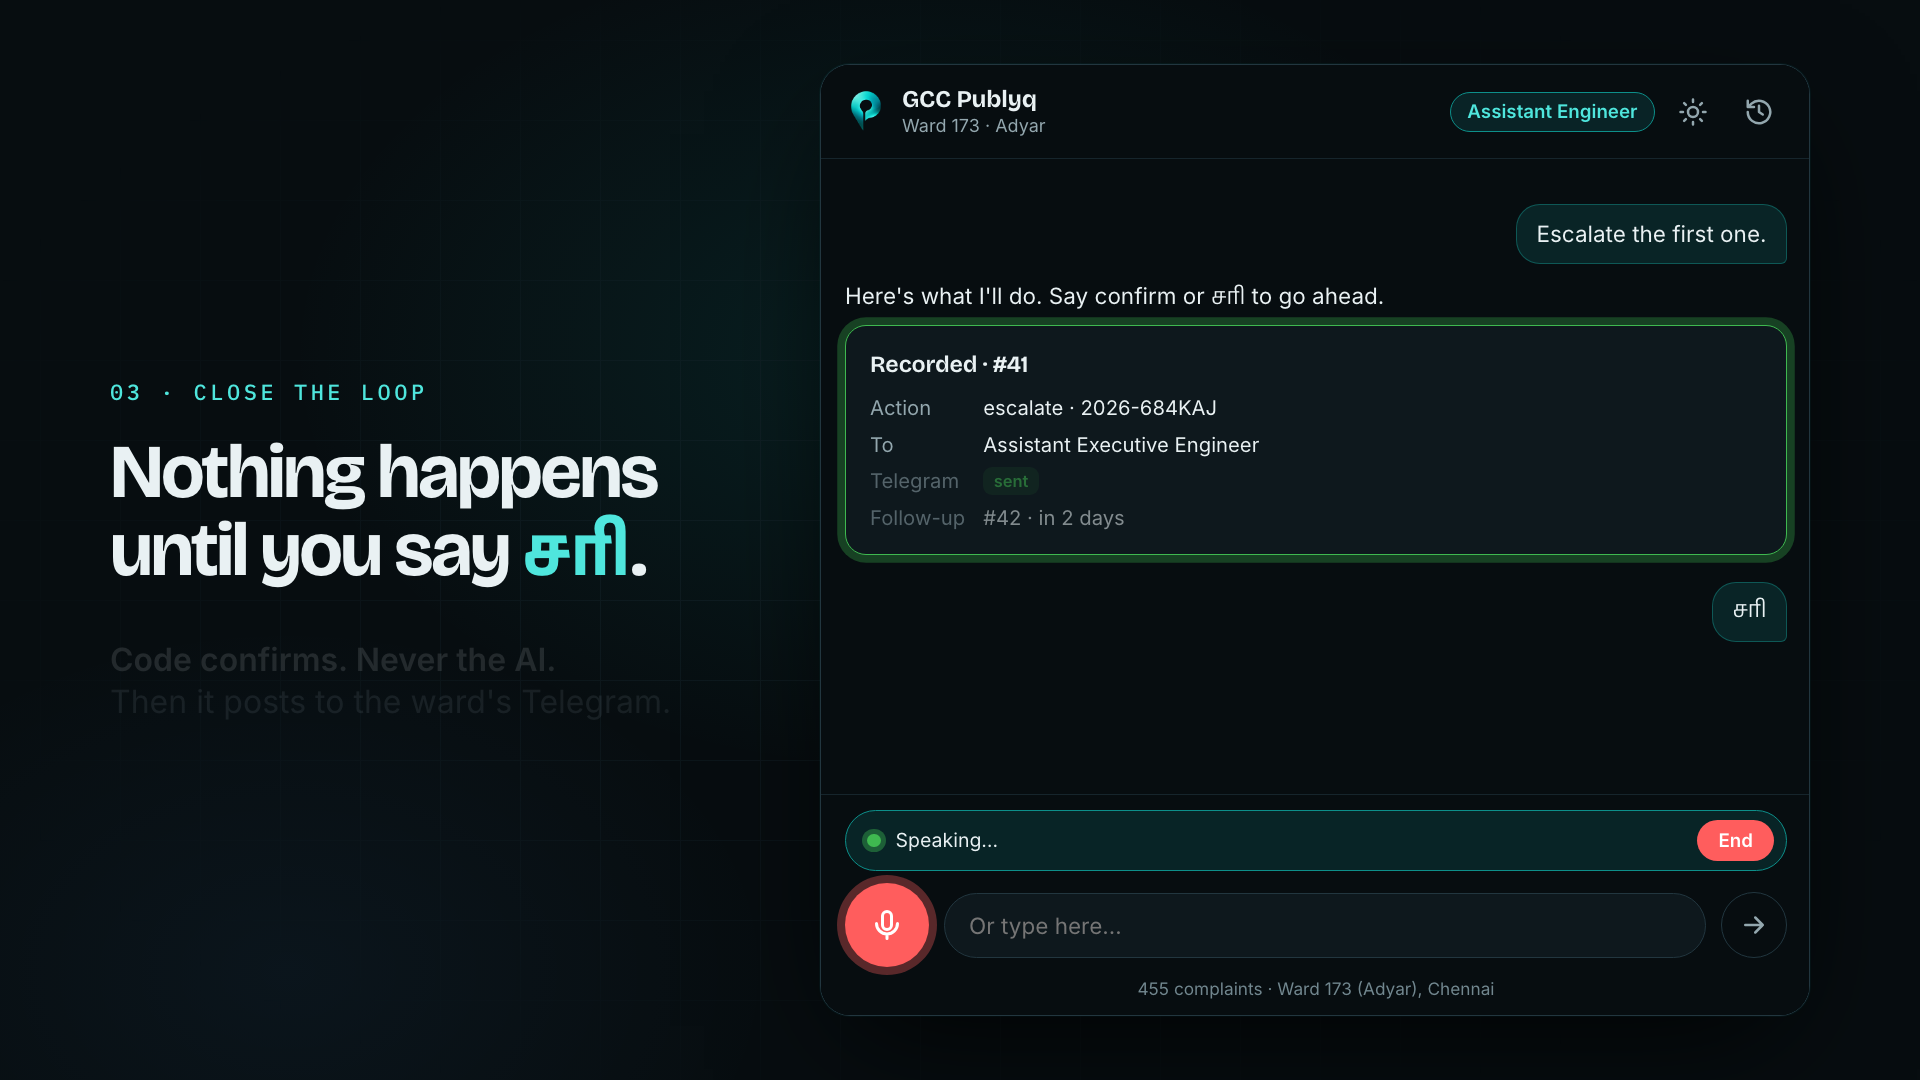 03 · CLOSE THE LOOP
Nothing happens
until you say சரி.
Code confirms. Never the AI.
Then it posts to the ward's Telegram.
GCC Publyq
Ward 173 · Adyar
Assistant Engineer
Escalate the first one.
Here's what I'll do. Say confirm or சரி to go ahead.
Recorded · #41
Action escalate · 2026-684KAJ
To Assistant Executive Engineer
Telegram sent
Follow-up #42 · in 2 days
சரி
Speaking...
End
Or type here...
455 complaints · Ward 173 (Adyar), Chennai